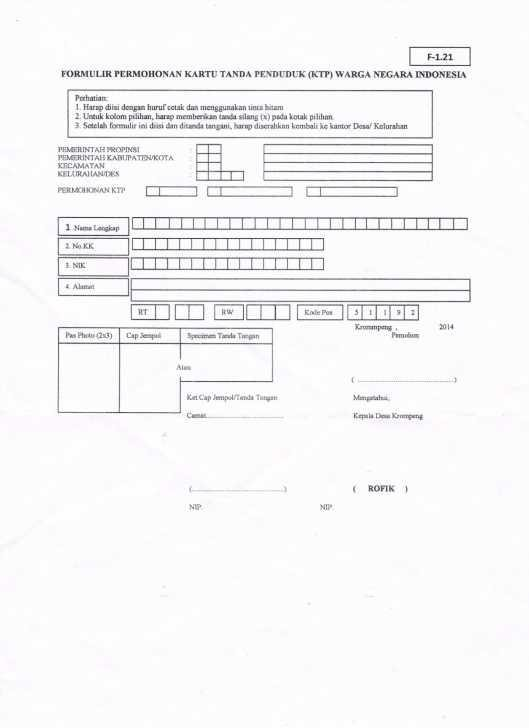 F-1.21
FORMULIR PERMOHONAN KARTU TANDA PENDUDUK (KTP) WARGA NEGARA INDONESIA
Perhatian:
1. Harap diisi dengan huruf cetak dan menggunakan tinta hitam
2. Untuk kolom pilihan, harap memberikan tanda silang (x) pada kotak pilihan.
3. Setelah formulir ini diisi dan ditanda tangani, harap diserahkan kembali ke kantor Desa/ Kelurahan
PEMERINTAH PROPINSI :
PEMERINTAH KABUPATEN/KOTA :
KECAMATAN :
KELURAHAN/DES :
PERMOHONAN KTP
1 Nama Lengkap
2. No.KK
3. NIK
4. Alamat
RT RW Kode Pos 5 1 1 9 2
Krompeng , 2014
Pas Photo (2x3) Cap Jempol Specimen Tanda Tangan Pemohon
Atau
( ........................................ )
Ket.Cap Jempol/Tanda Tangan Mengetahui,
Camat.................................. Kepala Desa Krompeng
(........................................) ( ROFIK )
NIP. NIP.